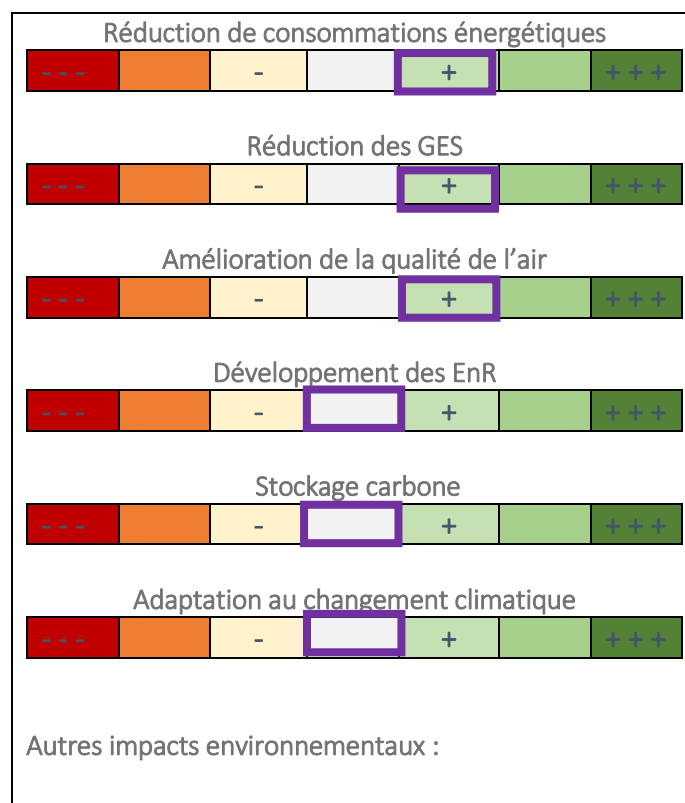 Réduction de consommations énergétiques
- - - - + + + +
Réduction des GES
- - - - + + + +
Amélioration de la qualité de l’air
- - - - + + + +
Développement des EnR
- - - - + + + +
Stockage carbone
- - - - + + + +
Adaptation au changement climatique
- - - - + + + +
Autres impacts environnementaux :